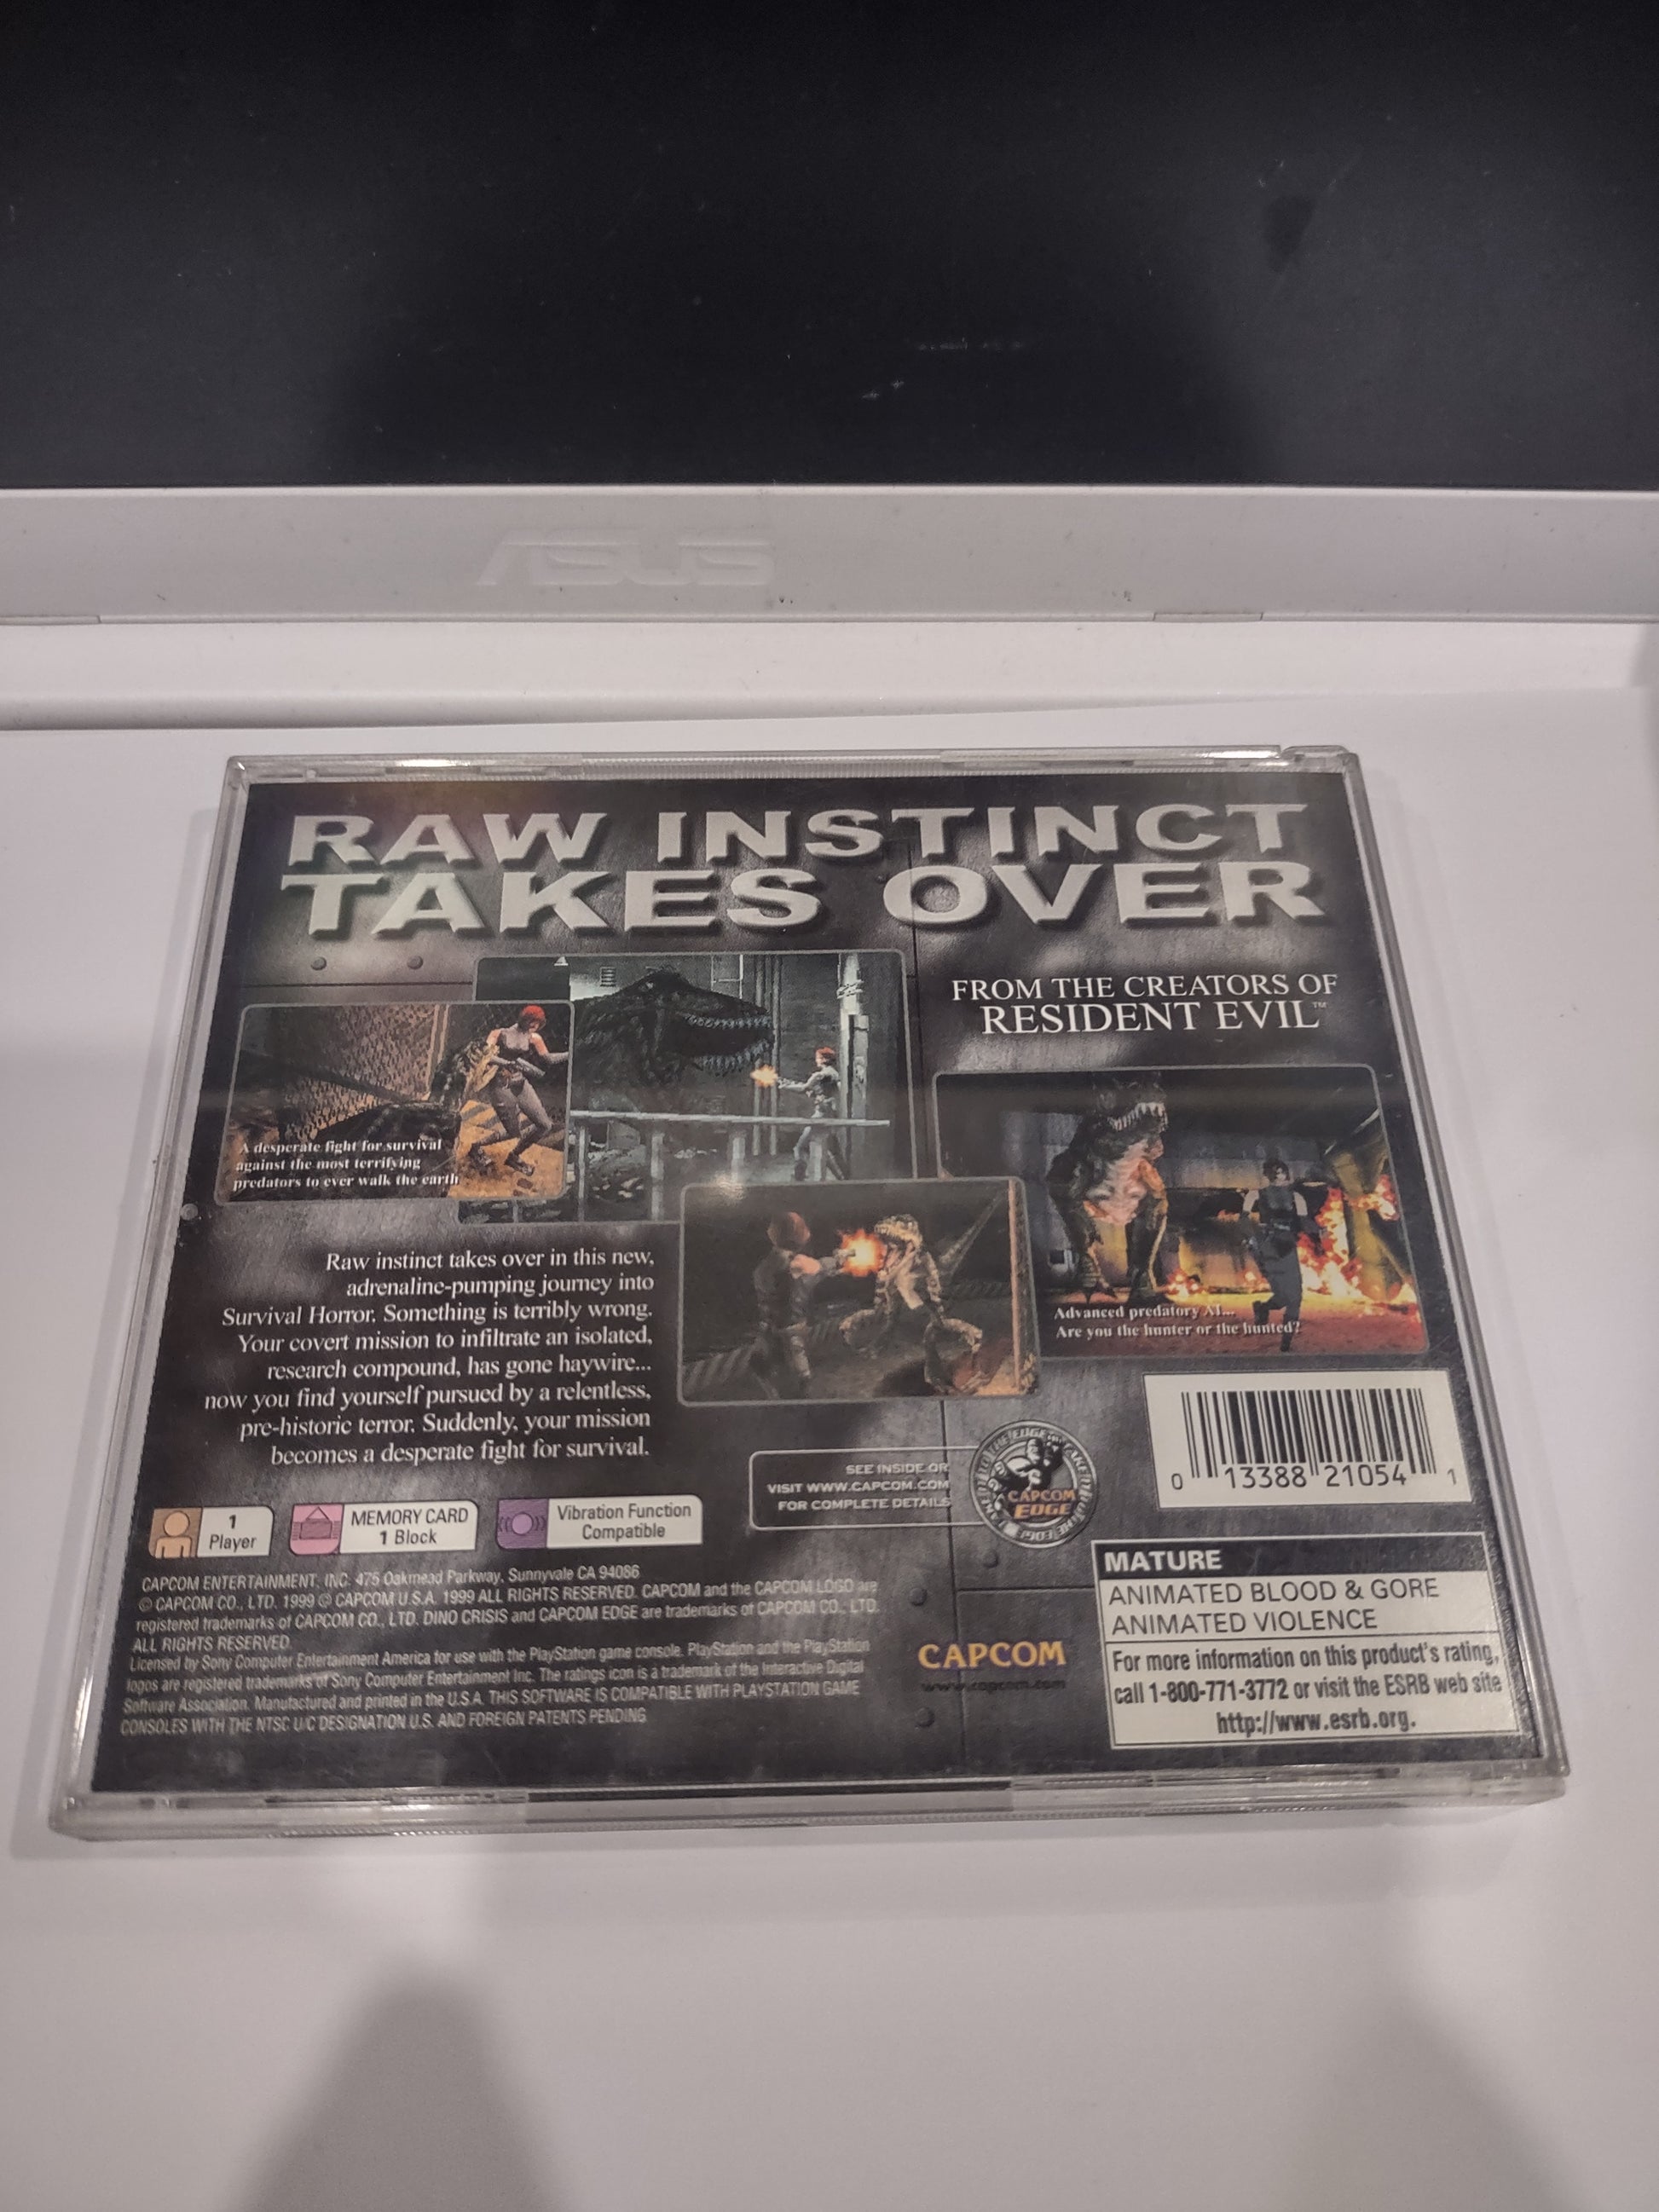 ASUS
RAW INSTINCT
TAKES OVER
FROM THE CREATORS OF
RESIDENT EVIL™
A desperate fight for survival
against the most terrifying
predators to ever walk the earth
Advanced predatory AI...
Are you the hunter or the hunted?
Raw instinct takes over in this new,
adrenaline-pumping journey into
Survival Horror. Something is terribly wrong.
Your covert mission to infiltrate an isolated,
research compound, has gone haywire...
now you find yourself pursued by a relentless,
pre-historic terror. Suddenly, your mission
becomes a desperate fight for survival.
SEE INSIDE OR
VISIT WWW.CAPCOM.COM
FOR COMPLETE DETAILS
CAPCOM
EDGE
0 13388 21054 1
1
Player
MEMORY CARD
1 Block
Vibration Function
Compatible
CAPCOM ENTERTAINMENT, INC. 475 Oakmead Parkway, Sunnyvale CA 94086
© CAPCOM CO., LTD. 1999 © CAPCOM U.S.A. 1999 ALL RIGHTS RESERVED. CAPCOM and the CAPCOM LOGO are
registered trademarks of CAPCOM CO., LTD. DINO CRISIS and CAPCOM EDGE are trademarks of CAPCOM CO., LTD.
ALL RIGHTS RESERVED.
Licensed by Sony Computer Entertainment America for use with the PlayStation game console. PlayStation and the PlayStation
logos are registered trademarks of Sony Computer Entertainment Inc. The ratings icon is a trademark of the Interactive Digital
Software Association. Manufactured and printed in the U.S.A. THIS SOFTWARE IS COMPATIBLE WITH PLAYSTATION GAME
CONSOLES WITH THE NTSC U/C DESIGNATION U.S. AND FOREIGN PATENTS PENDING
CAPCOM
www.capcom.com
MATURE
ANIMATED BLOOD & GORE
ANIMATED VIOLENCE
For more information on this product's rating,
call 1-800-771-3772 or visit the ESRB web site
http://www.esrb.org.